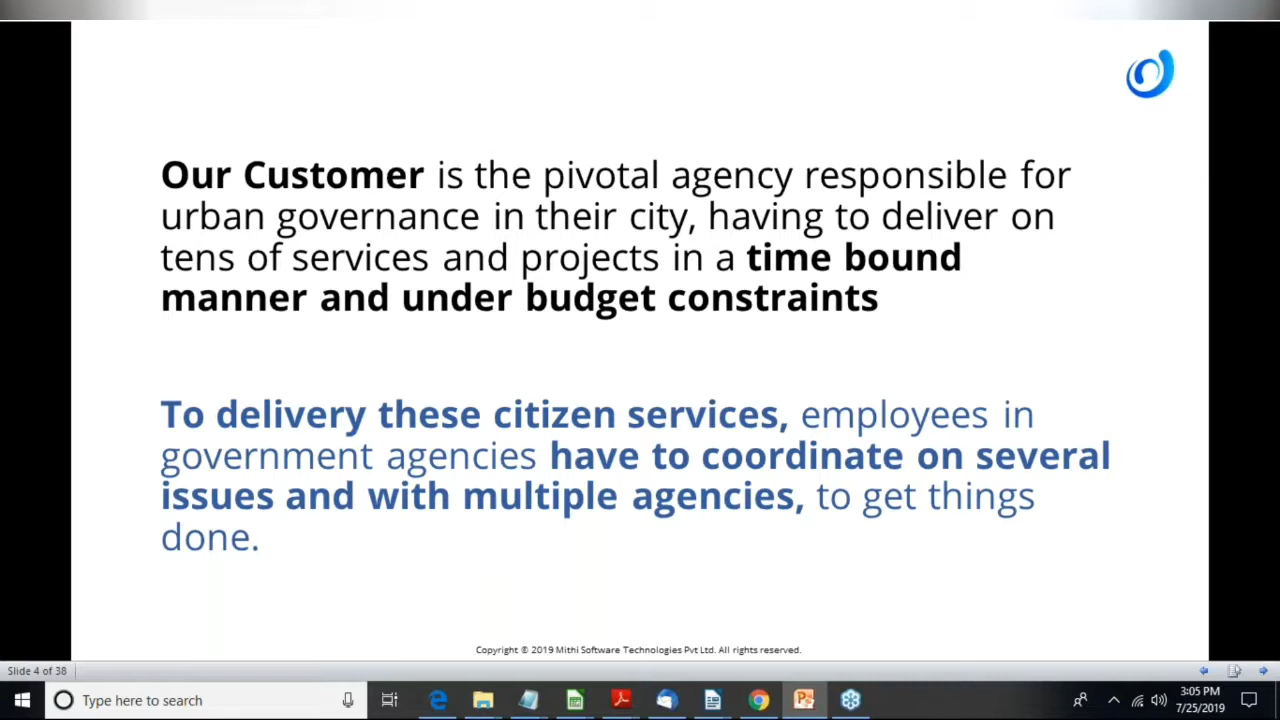 Our Customer is the pivotal agency responsible for
urban governance in their city, having to deliver on
tens of services and projects in a time bound
manner and under budget constraints
To delivery these citizen services, employees in
government agencies have to coordinate on several
issues and with multiple agencies, to get things
done.
Copyright © 2019 Mithi Software Technologies Pvt Ltd. All rights reserved.
Slide 4 of 38
Type here to search
3:05 PM
7/25/2019